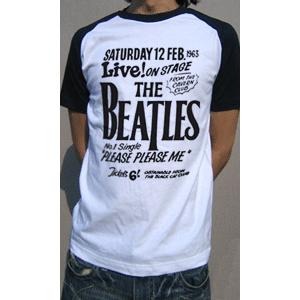 SATURDAY 12 FEB. 1963
Live! ON STAGE
FROM THE
CAVERN
CLUB
THE
BEATLES
No.1 Single
"PLEASE PLEASE ME"
Tickets 6/- OBTAINABLE FROM
THE BLACK CAT CLUB